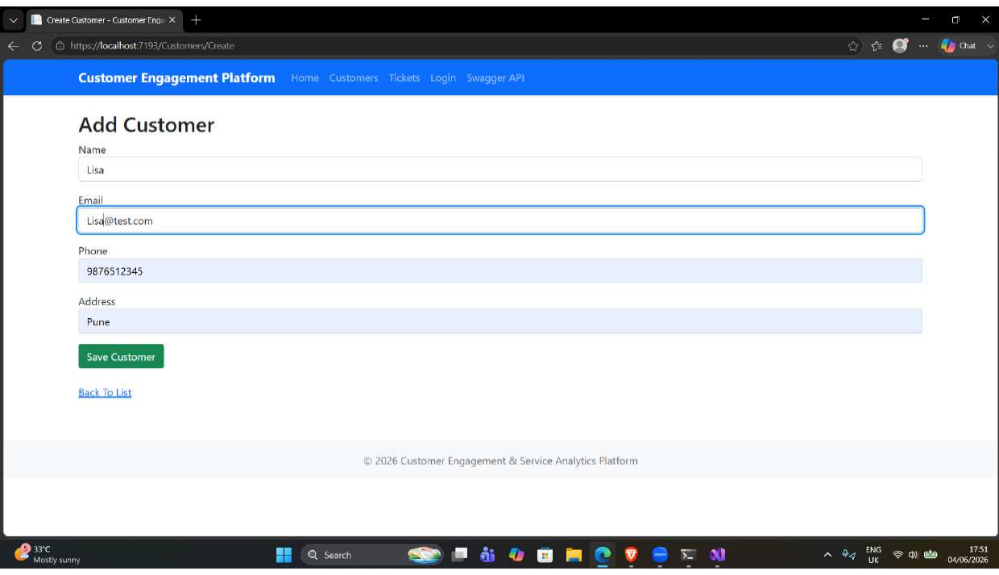 Create Customer - Customer Enga
https://localhost:7193/Customers/Create
Chat
Customer Engagement Platform Home Customers Tickets Login Swagger API
Add Customer
Name
Lisa
Email
Lisa@test.com
Phone
9876512345
Address
Pune
Save Customer
Back To List
© 2026 Customer Engagement & Service Analytics Platform
5
33°C
Mostly sunny
Search
zoom
ENG
UK
17:51
04/06/2026